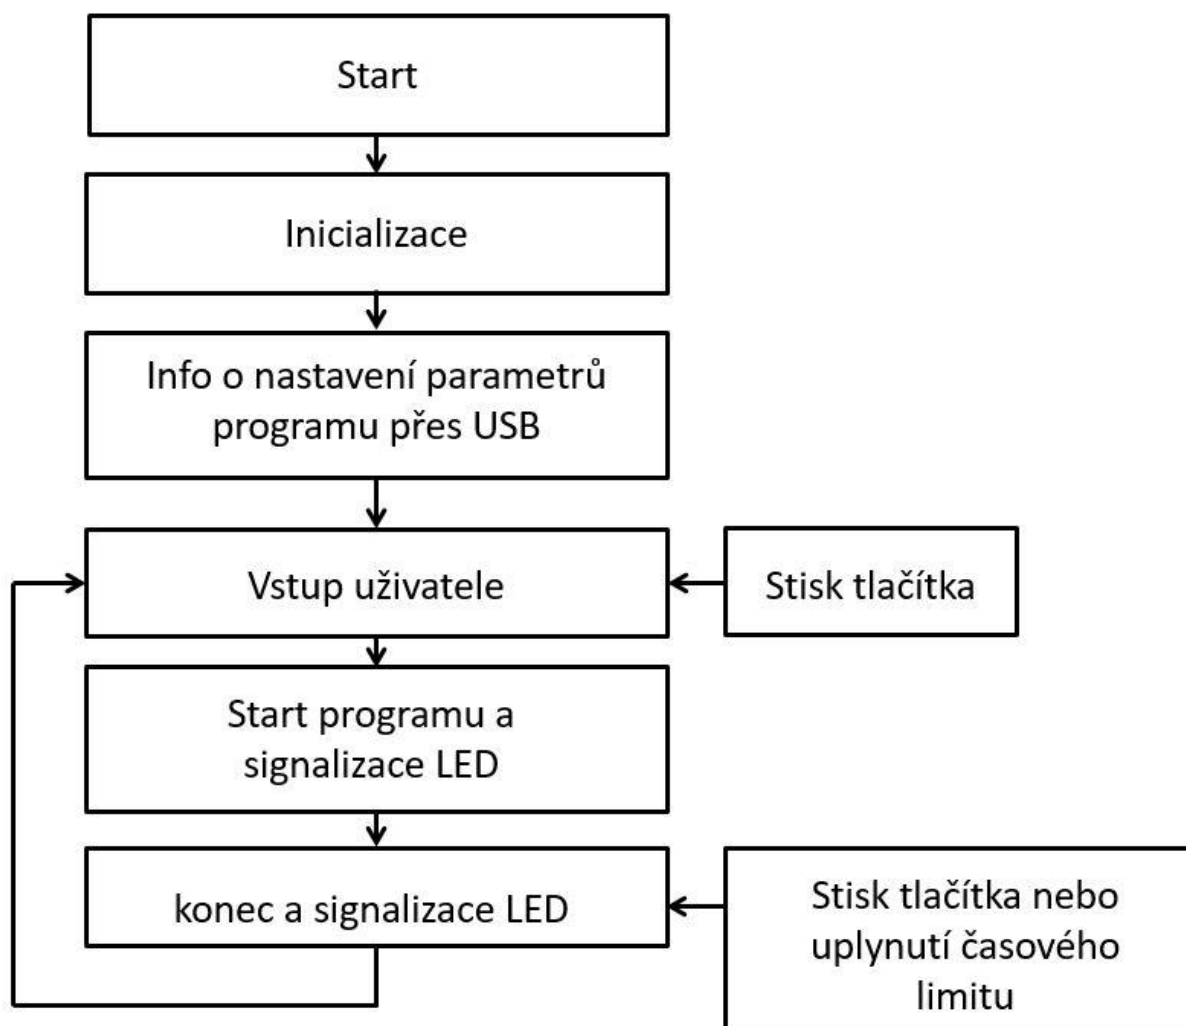 Start
Inicializace
Info o nastavení parametrů
programu přes USB
Vstup uživatele
Stisk tlačítka
Start programu a
signalizace LED
konec a signalizace LED
Stisk tlačítka nebo
uplynutí časového
limitu